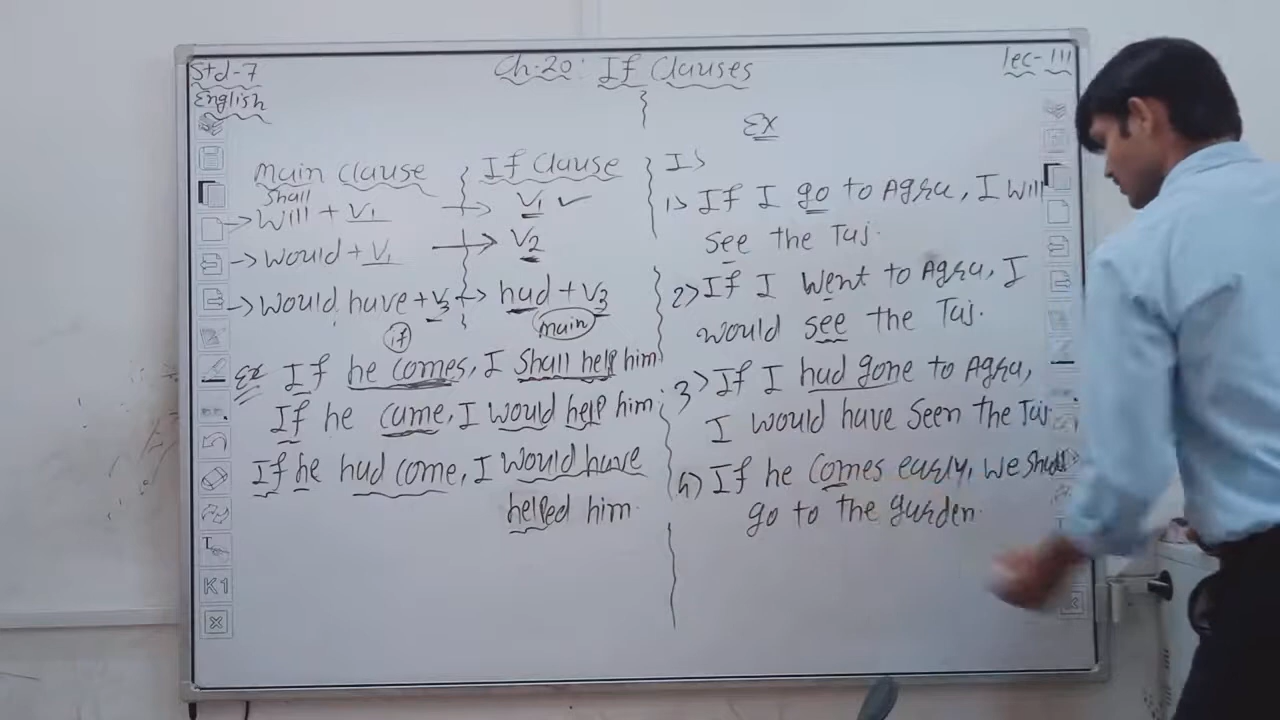 Std-7
English
Ch.20: If Clauses
lec-111
Main Clause
If Clause
Shall
→ Will + V1 → V1 ✓
→ Would + V1 → V2
→ Would have + V3 → had + V3
if
main
Ex If he comes, I Shall help him
If he came, I would help him
If he had come, I would have
helped him.
Ex
I>
1> If I go to Agra, I will
see the Taj.
2> If I went to Agra, I
would see the Taj.
3> If I had gone to Agra,
I would have seen the Taj
4) If he comes early, we shall
go to the garden.
T
K1